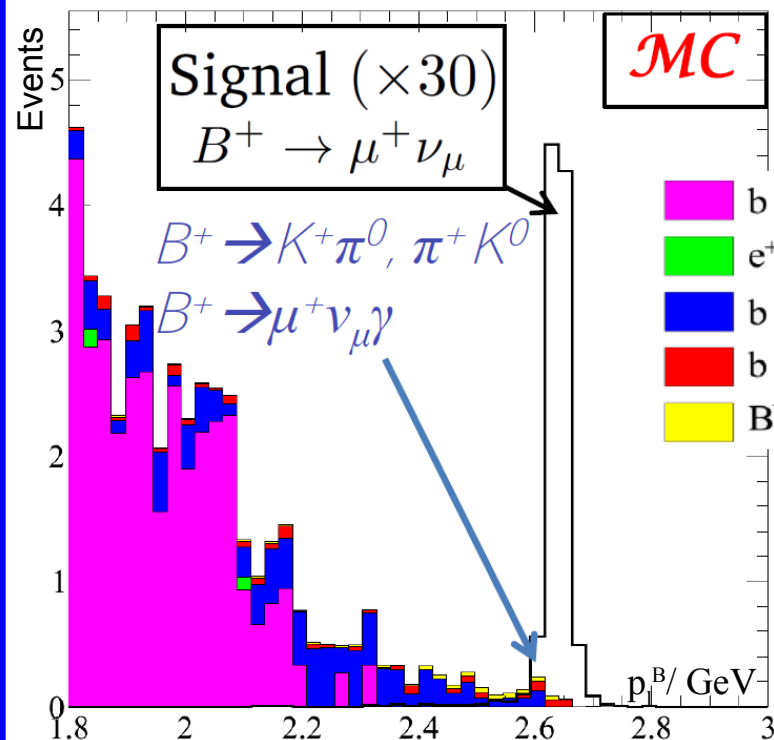 Events
Signal (×30)
B⁺ → μ⁺ν_μ
MC
B⁺ → K⁺π⁰, π⁺K⁰
B⁺ → μ⁺ν_μγ
b
e⁺
b
b
B
5
4
3
2
1
0
1.8 2 2.2 2.4 2.6 2.8 3
p_l^B/ GeV